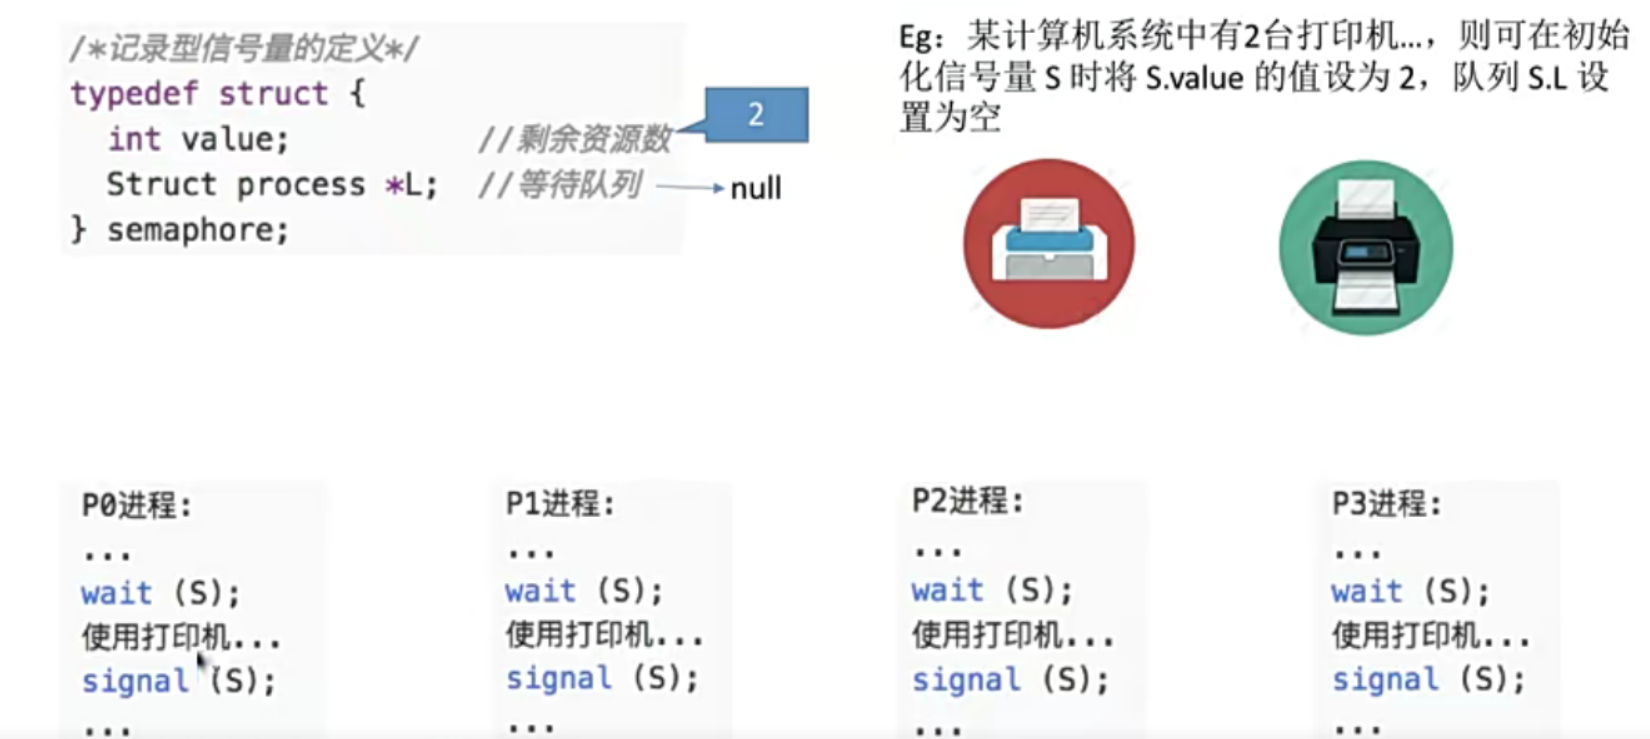 /*记录型信号量的定义*/
typedef struct {
int value; //剩余资源数
Struct process *L; //等待队列
} semaphore;
2
null
Eg：某计算机系统中有2台打印机...，则可在初始
化信号量 S 时将 S.value 的值设为 2，队列 S.L 设
置为空
P0进程:
...
wait (S);
使用打印机...
signal (S);
...
P1进程:
...
wait (S);
使用打印机...
signal (S);
...
P2进程:
...
wait (S);
使用打印机...
signal (S);
...
P3进程:
...
wait (S);
使用打印机...
signal (S);
...